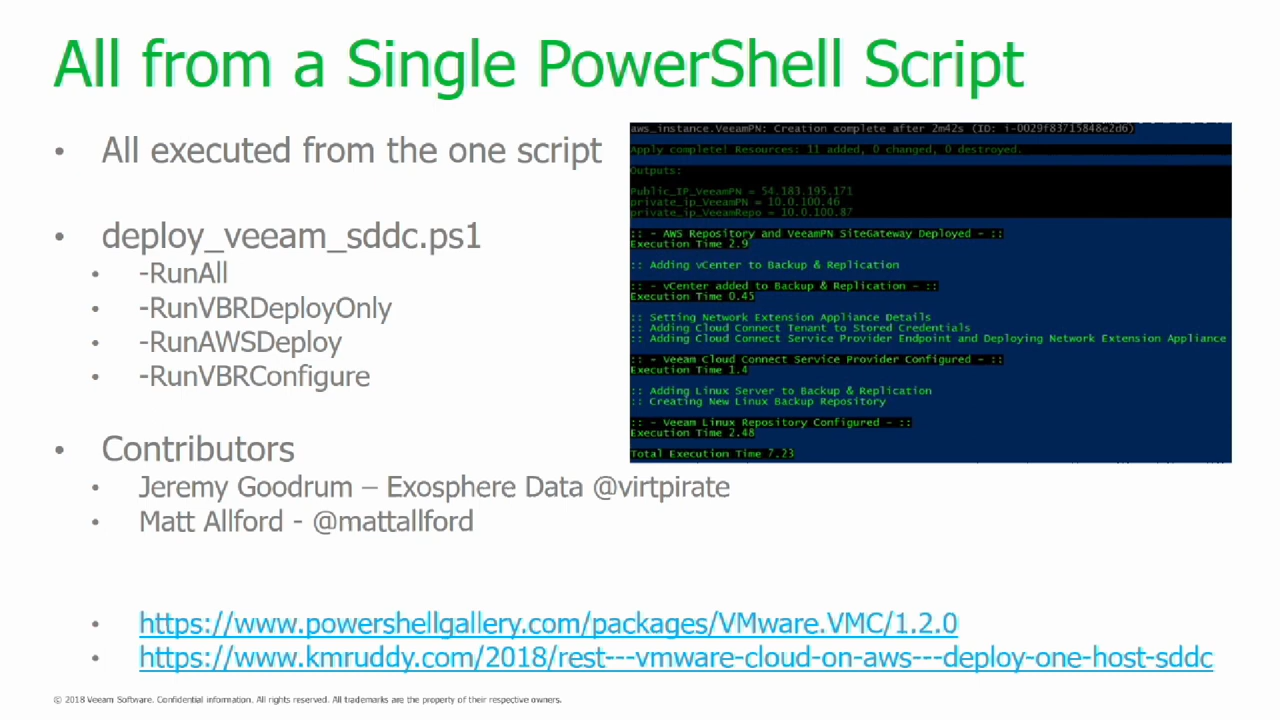 All from a Single PowerShell Script
• All executed from the one script
• deploy_veeam_sddc.ps1
• -RunAll
• -RunVBRDeployOnly
• -RunAWSDeploy
• -RunVBRConfigure
• Contributors
• Jeremy Goodrum – Exosphere Data @virtpirate
• Matt Allford - @mattallford
aws_instance.VeeamPN: Creation complete after 2m42s (ID: i-0029f83715848e2d6)
Apply complete! Resources: 11 added, 0 changed, 0 destroyed.
Outputs:
Public_IP_VeeamPN = 54.183.195.171
private_ip_VeeamPN = 10.0.100.46
private_ip_VeeamRepo = 10.0.100.87
:: - AWS Repository and VeeamPN SiteGateway Deployed - ::
Execution Time 2.9
:: Adding vCenter to Backup & Replication
:: - vCenter added to Backup & Replication - ::
Execution Time 0.45
:: Setting Network Extension Appliance Details
:: Adding Cloud Connect Tenant to Stored Credentials
:: Adding Cloud Connect Service Provider Endpoint and Deploying Network Extension Appliance
:: - Veeam Cloud Connect Service Provider Configured - ::
Execution Time 1.4
:: Adding Linux Server to Backup & Replication
:: Creating New Linux Backup Repository
:: - Veeam Linux Repository Configured - ::
Execution Time 2.48
Total Execution Time 7.23
• https://www.powershellgallery.com/packages/VMware.VMC/1.2.0
• https://www.kmruddy.com/2018/rest---vmware-cloud-on-aws---deploy-one-host-sddc
© 2018 Veeam Software. Confidential information. All rights reserved. All trademarks are the property of their respective owners.